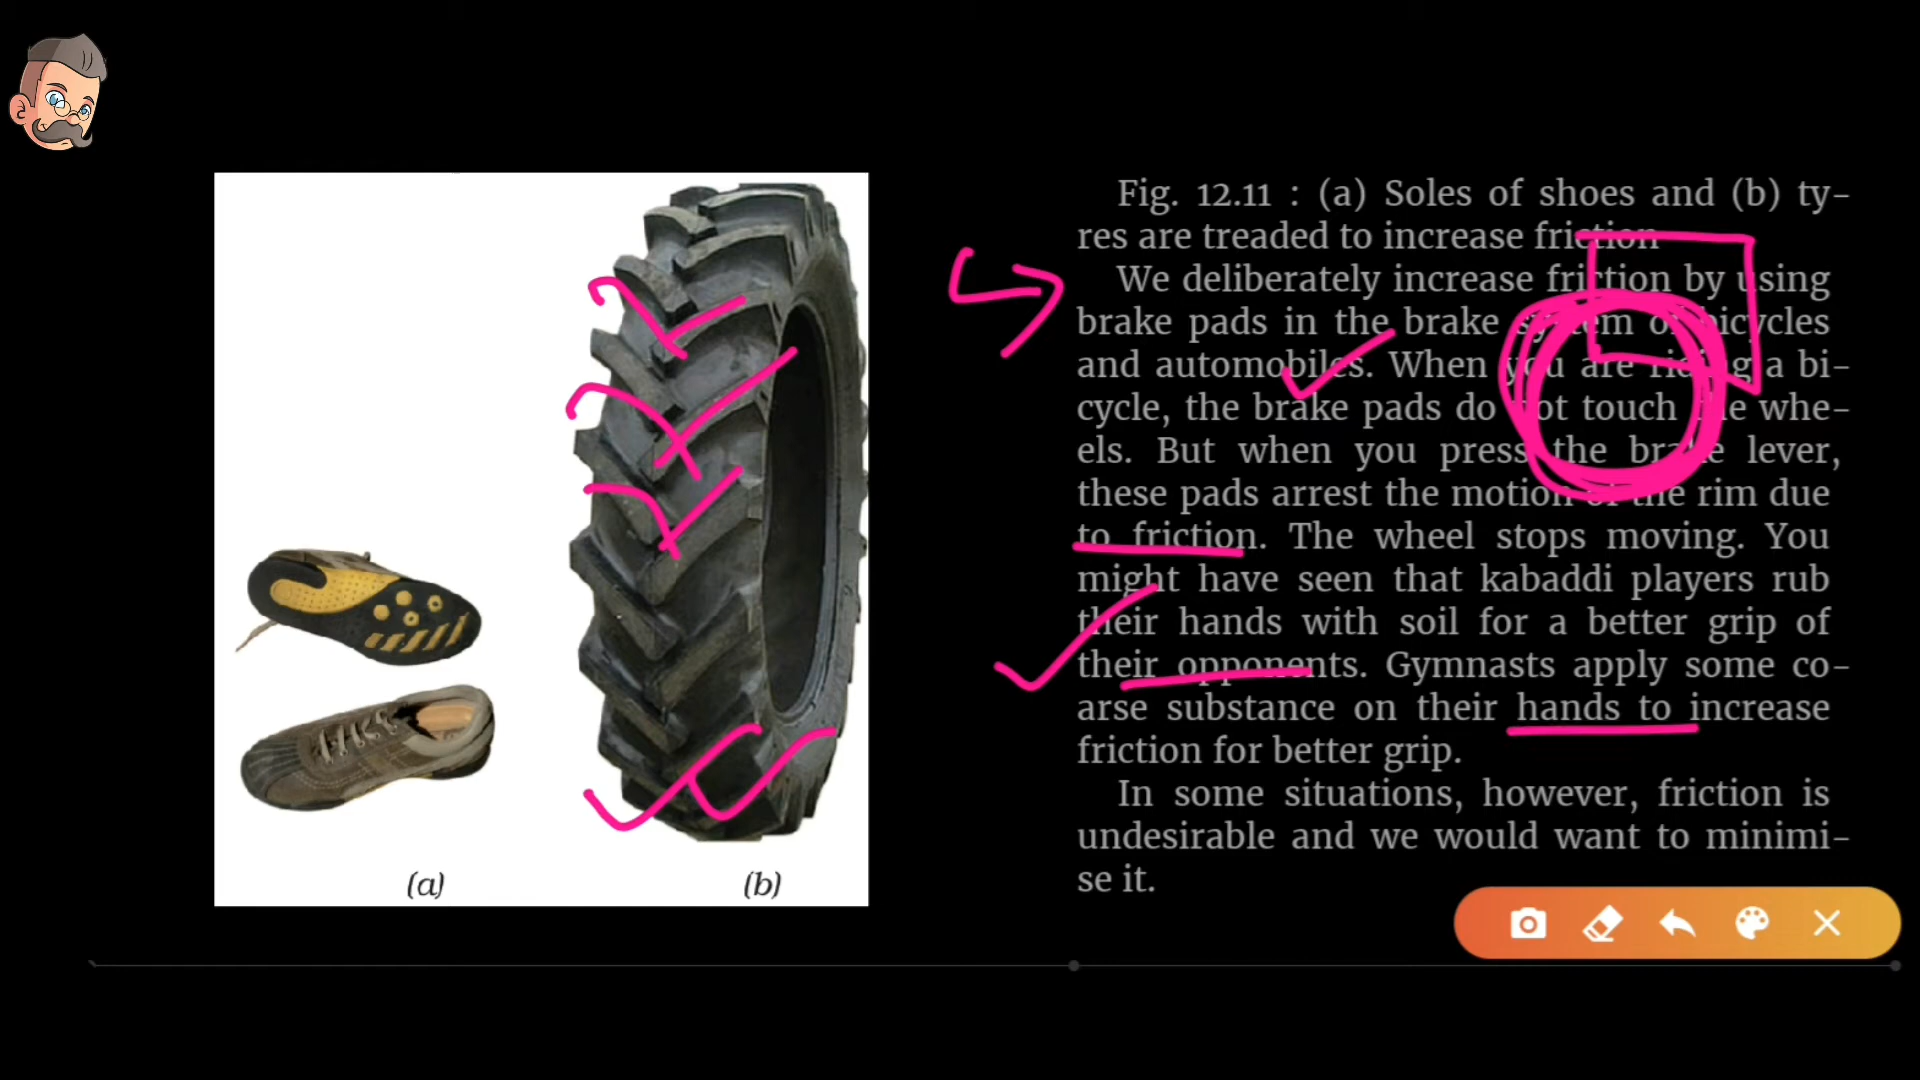 Fig. 12.11 : (a) Soles of shoes and (b) ty-
res are treaded to increase friction
We deliberately increase friction by using
brake pads in the brake system of bicycles
and automobiles. When you are riding a bi-
cycle, the brake pads do not touch the whe-
els. But when you press the brake lever,
these pads arrest the motion of the rim due
to friction. The wheel stops moving. You
might have seen that kabaddi players rub
their hands with soil for a better grip of
their opponents. Gymnasts apply some co-
arse substance on their hands to increase
friction for better grip.
In some situations, however, friction is
undesirable and we would want to minimi-
se it.
(a) (b)